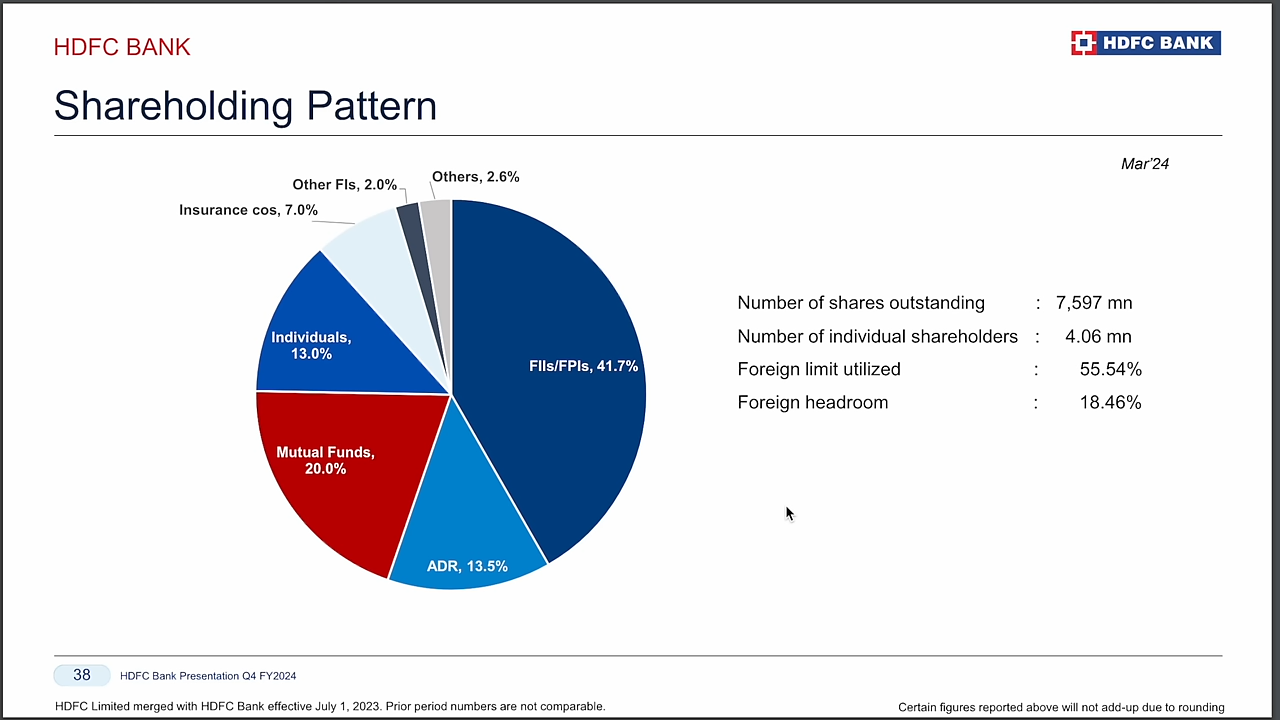 HDFC BANK
HDFC BANK
Shareholding Pattern
Mar'24
Others, 2.6%
Other FIs, 2.0%
Insurance cos, 7.0%
Individuals,
13.0%
FIIs/FPIs, 41.7%
Mutual Funds,
20.0%
ADR, 13.5%
Number of shares outstanding : 7,597 mn
Number of individual shareholders : 4.06 mn
Foreign limit utilized : 55.54%
Foreign headroom : 18.46%
38 HDFC Bank Presentation Q4 FY2024
HDFC Limited merged with HDFC Bank effective July 1, 2023. Prior period numbers are not comparable.
Certain figures reported above will not add-up due to rounding